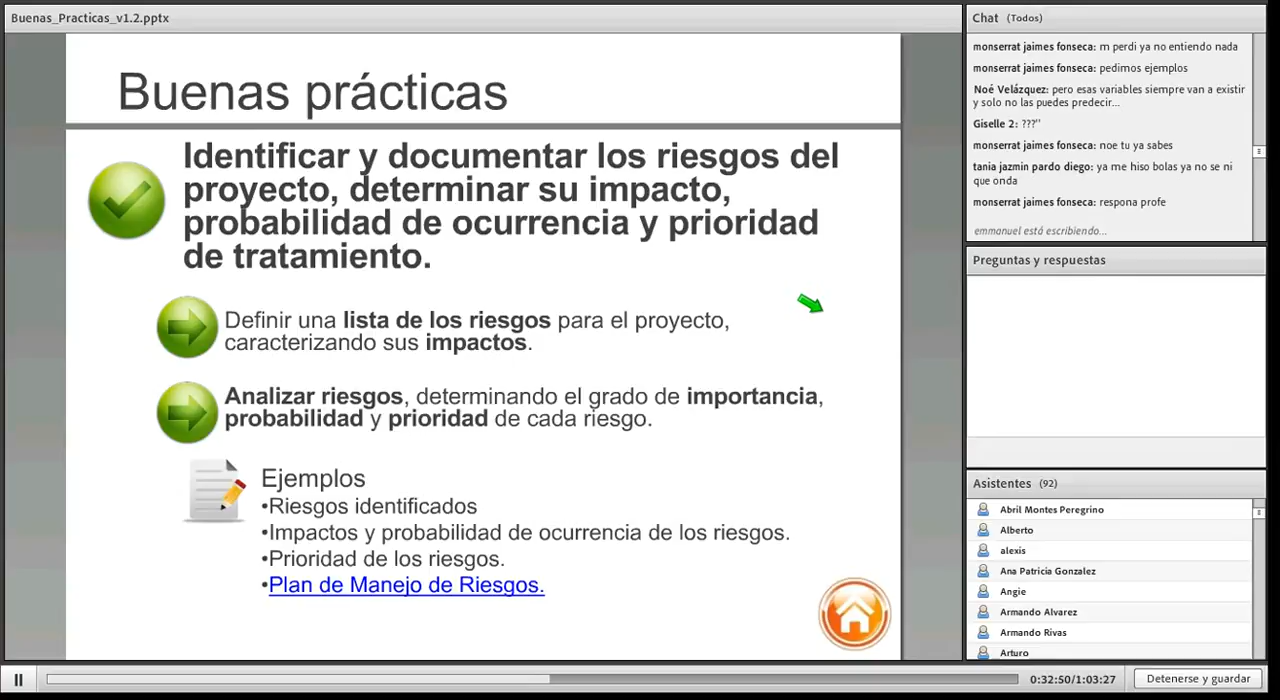 Buenas_Practicas_v1.2.pptx
Buenas prácticas
Identificar y documentar los riesgos del
proyecto, determinar su impacto,
probabilidad de ocurrencia y prioridad
de tratamiento.
Definir una lista de los riesgos para el proyecto,
caracterizando sus impactos.
Analizar riesgos, determinando el grado de importancia,
probabilidad y prioridad de cada riesgo.
Ejemplos
•Riesgos identificados
•Impactos y probabilidad de ocurrencia de los riesgos.
•Prioridad de los riesgos.
•Plan de Manejo de Riesgos.
Chat (Todos)
monserrat jaimes fonseca: m perdi ya no entiendo nada
monserrat jaimes fonseca: pedimos ejemplos
Noé Velázquez: pero esas variables siempre van a existir
y solo no las puedes predecir...
Giselle 2: ???¨
monserrat jaimes fonseca: noe tu ya sabes
tania jazmin pardo diego: ya me hiso bolas ya no se ni
que onda
monserrat jaimes fonseca: respona profe
emmanuel está escribiendo...
Preguntas y respuestas
Asistentes (92)
Abril Montes Peregrino
Alberto
alexis
Ana Patricia Gonzalez
Angie
Armando Alvarez
Armando Rivas
Arturo
0:32:50/1:03:27
Detenerse y guardar